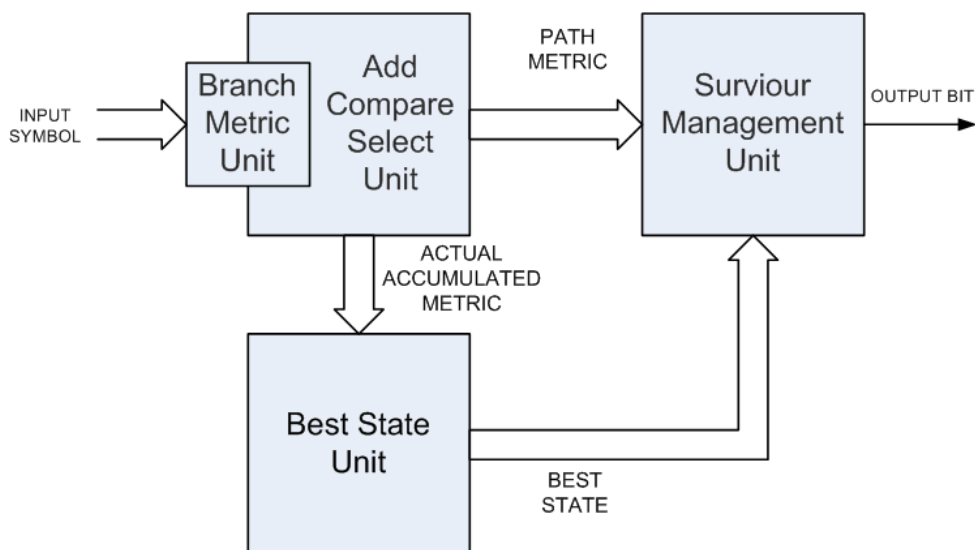 INPUT
SYMBOL
Branch
Metric
Unit
Add
Compare
Select
Unit
PATH
METRIC
Surviour
Management
Unit
OUTPUT BIT
ACTUAL
ACCUMULATED
METRIC
Best State
Unit
BEST
STATE